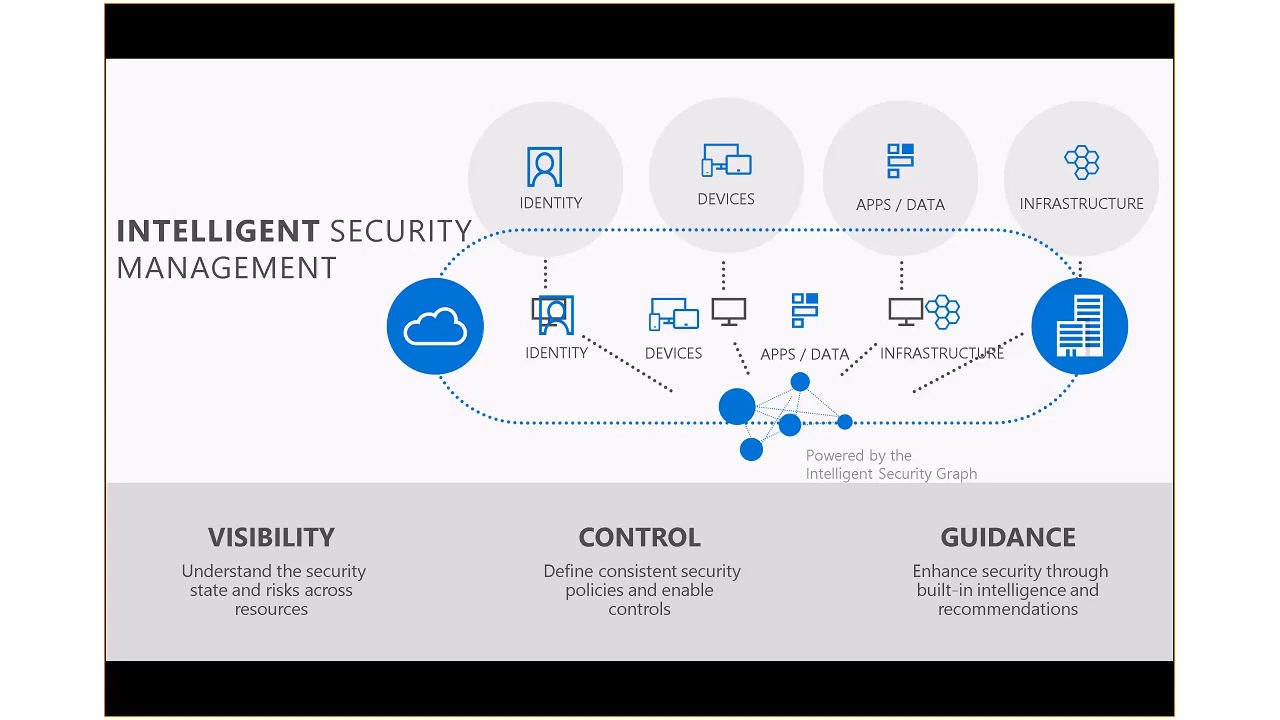 INTELLIGENT SECURITY
MANAGEMENT
IDENTITY
DEVICES
APPS / DATA
INFRASTRUCTURE
IDENTITY
DEVICES
APPS / DATA
INFRASTRUCTURE
Powered by the
Intelligent Security Graph
VISIBILITY
Understand the security
state and risks across
resources
CONTROL
Define consistent security
policies and enable
controls
GUIDANCE
Enhance security through
built-in intelligence and
recommendations